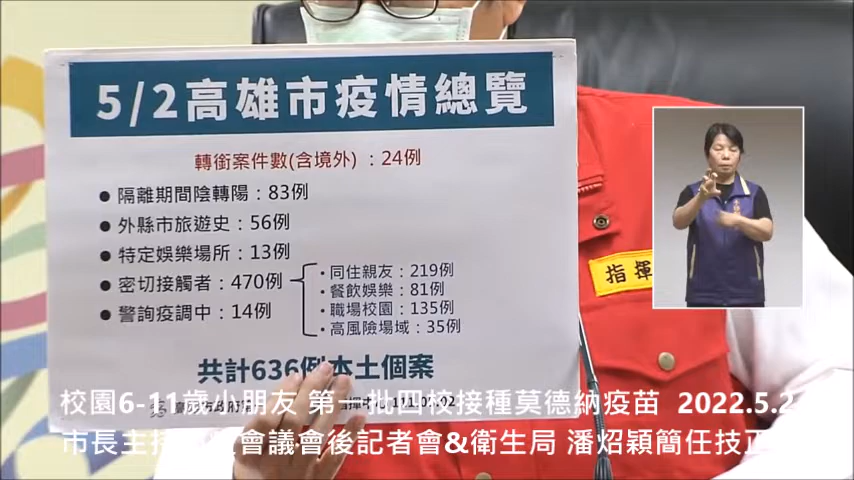 5/2高雄市疫情總覽
轉銜案件數(含境外)：24例
● 隔離期間陰轉陽：83例
● 外縣市旅遊史：56例
● 特定娛樂場所：13例
● 密切接觸者：470例
・同住親友：219例
・餐飲娛樂：81例
・職場校園：135例
・高風險場域：35例
● 警詢疫調中：14例
共計636例本土個案
指揮
校園6-11歲小朋友 第一批四校接種莫德納疫苗 2022.5.2
市長主持 會議會後記者會&衛生局 潘炤穎簡任技正